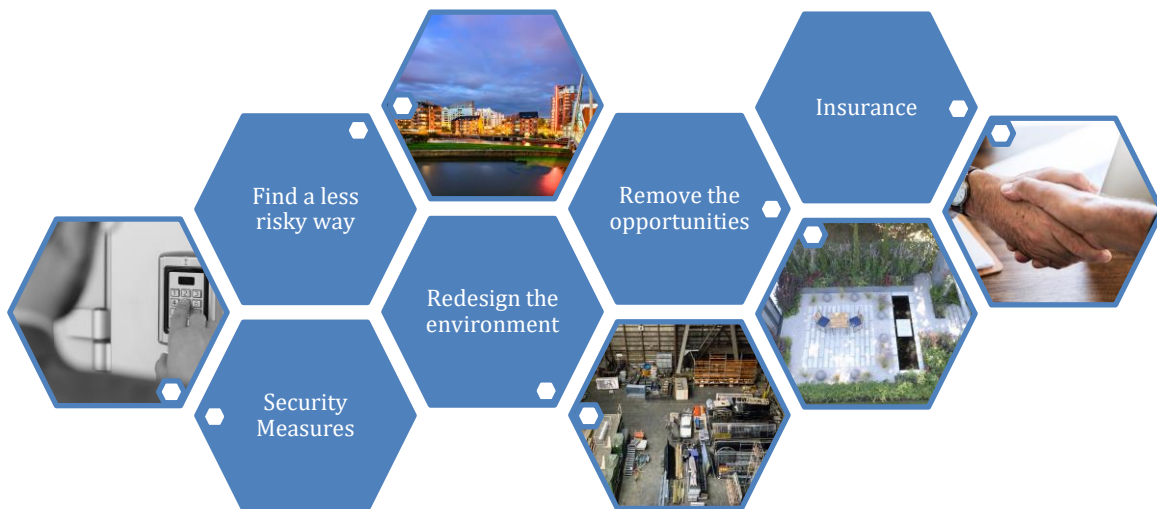 Insurance
Find a less
risky way
Remove the
opportunities
Redesign the
environment
Security
Measures